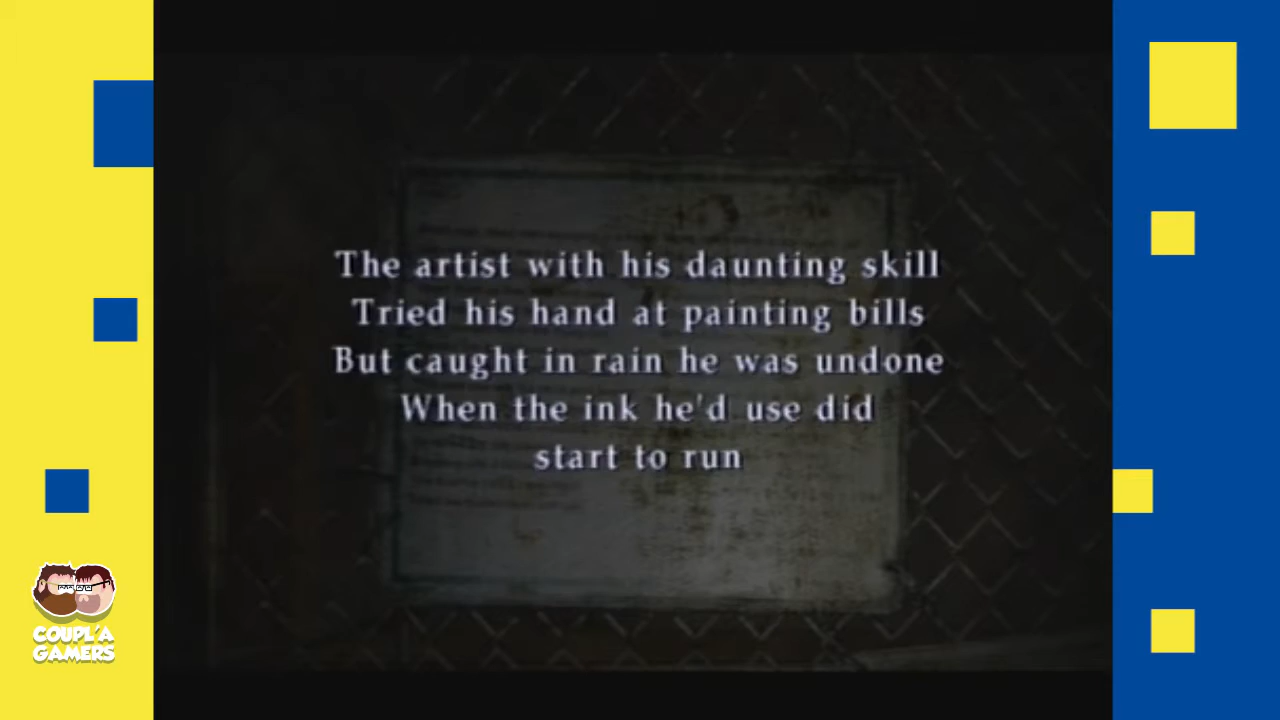 The artist with his daunting skill
Tried his hand at painting bills
But caught in rain he was undone
When the ink he'd use did
start to run
COUPL'A
GAMERS